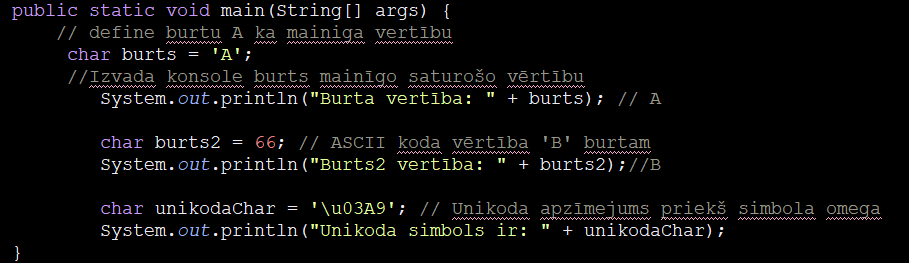 public static void main(String[] args) {
// define burtu A ka mainiga vertību
char burts = 'A';
//Izvada konsole burts mainīgo saturošo vērtību
System.out.println("Burta vertība: " + burts); // A
char burts2 = 66; // ASCII koda vērtība 'B' burtam
System.out.println("Burts2 vertība: " + burts2);//B
char unikodaChar = '\u03A9'; // Unikoda apzīmejums priekš simbola omega
System.out.println("Unikoda simbols ir: " + unikodaChar);
}